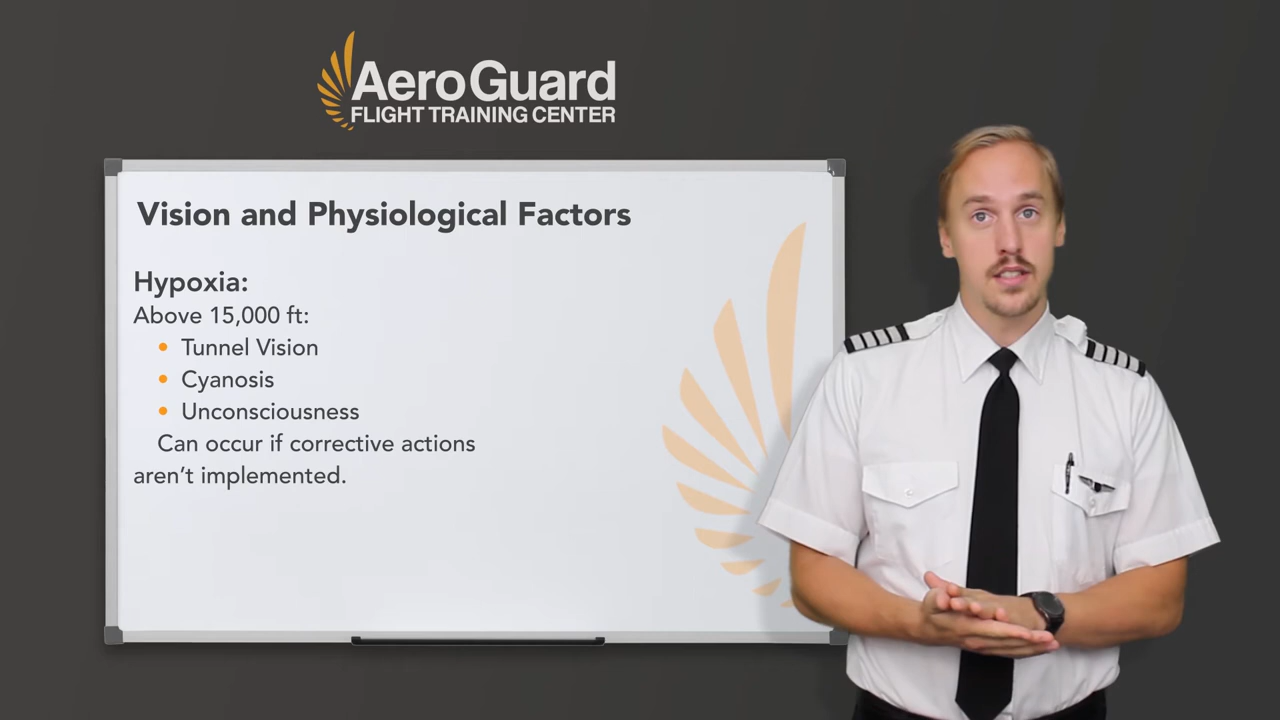 AeroGuard
FLIGHT TRAINING CENTER
Vision and Physiological Factors
Hypoxia:
Above 15,000 ft:
• Tunnel Vision
• Cyanosis
• Unconsciousness
Can occur if corrective actions
aren’t implemented.